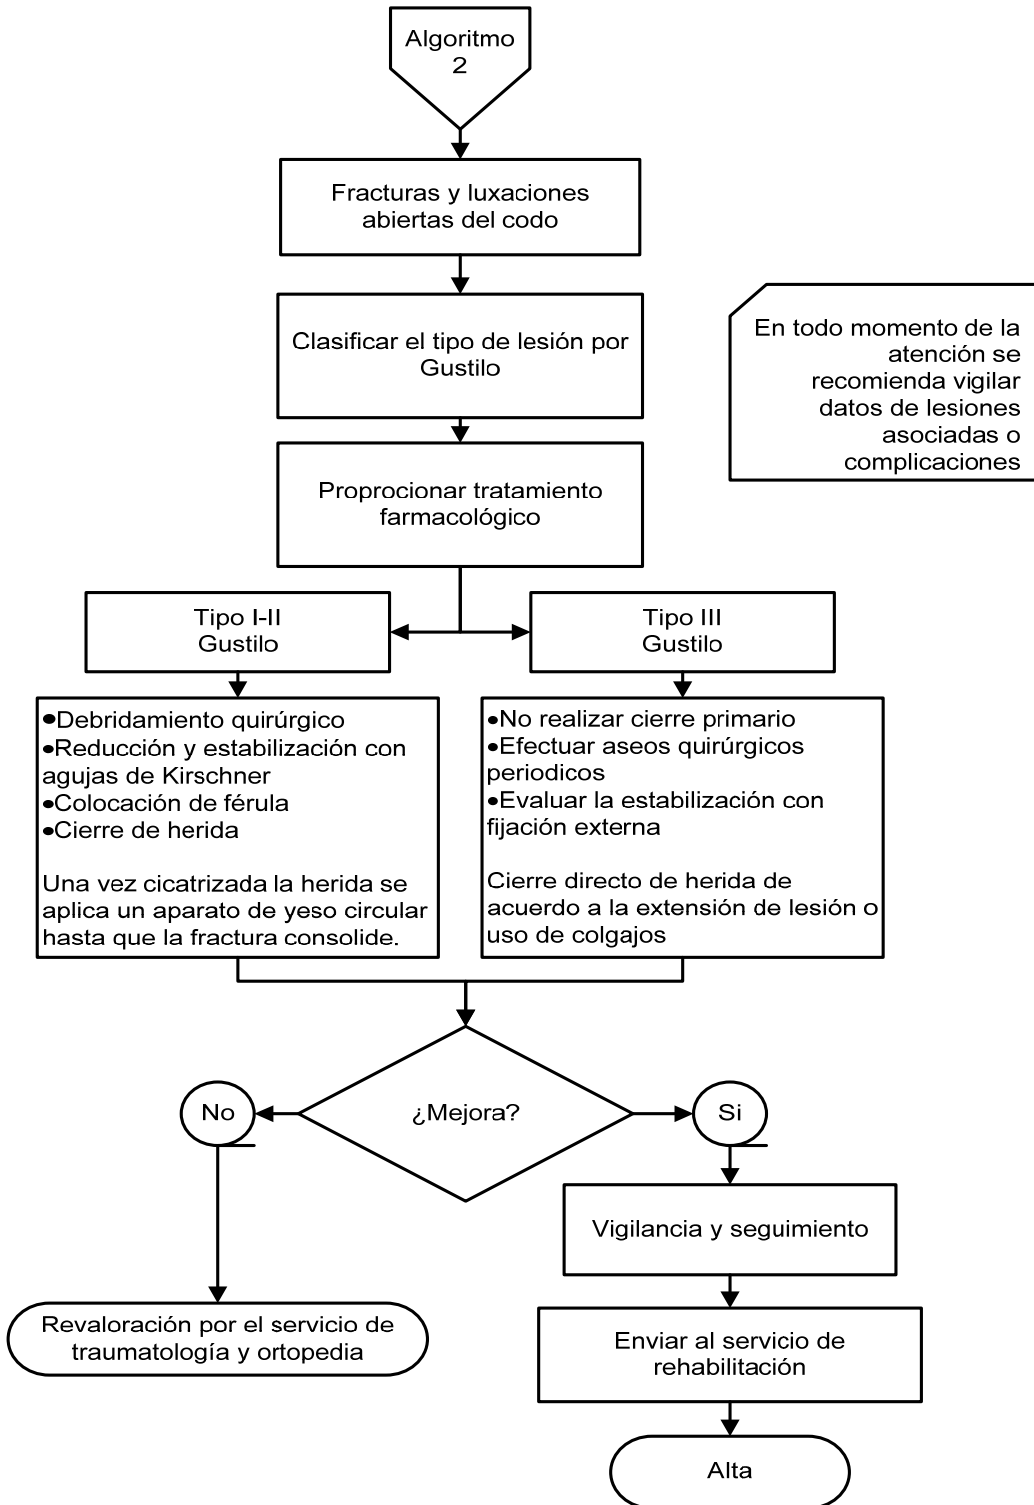 Algoritmo
2
Fracturas y luxaciones
abiertas del codo
Clasificar el tipo de lesión por
Gustilo
En todo momento de la
atención se
recomienda vigilar
datos de lesiones
asociadas o
complicaciones
Proprocionar tratamiento
farmacológico
Tipo I-II
Gustilo
Tipo III
Gustilo
•Debridamiento quirúrgico
•Reducción y estabilización con
agujas de Kirschner
•Colocación de férula
•Cierre de herida
Una vez cicatrizada la herida se
aplica un aparato de yeso circular
hasta que la fractura consolide.
•No realizar cierre primario
•Efectuar aseos quirúrgicos
periodicos
•Evaluar la estabilización con
fijación externa
Cierre directo de herida de
acuerdo a la extensión de lesión o
uso de colgajos
¿Mejora?
No
Si
Vigilancia y seguimiento
Revaloración por el servicio de
traumatología y ortopedia
Enviar al servicio de
rehabilitación
Alta